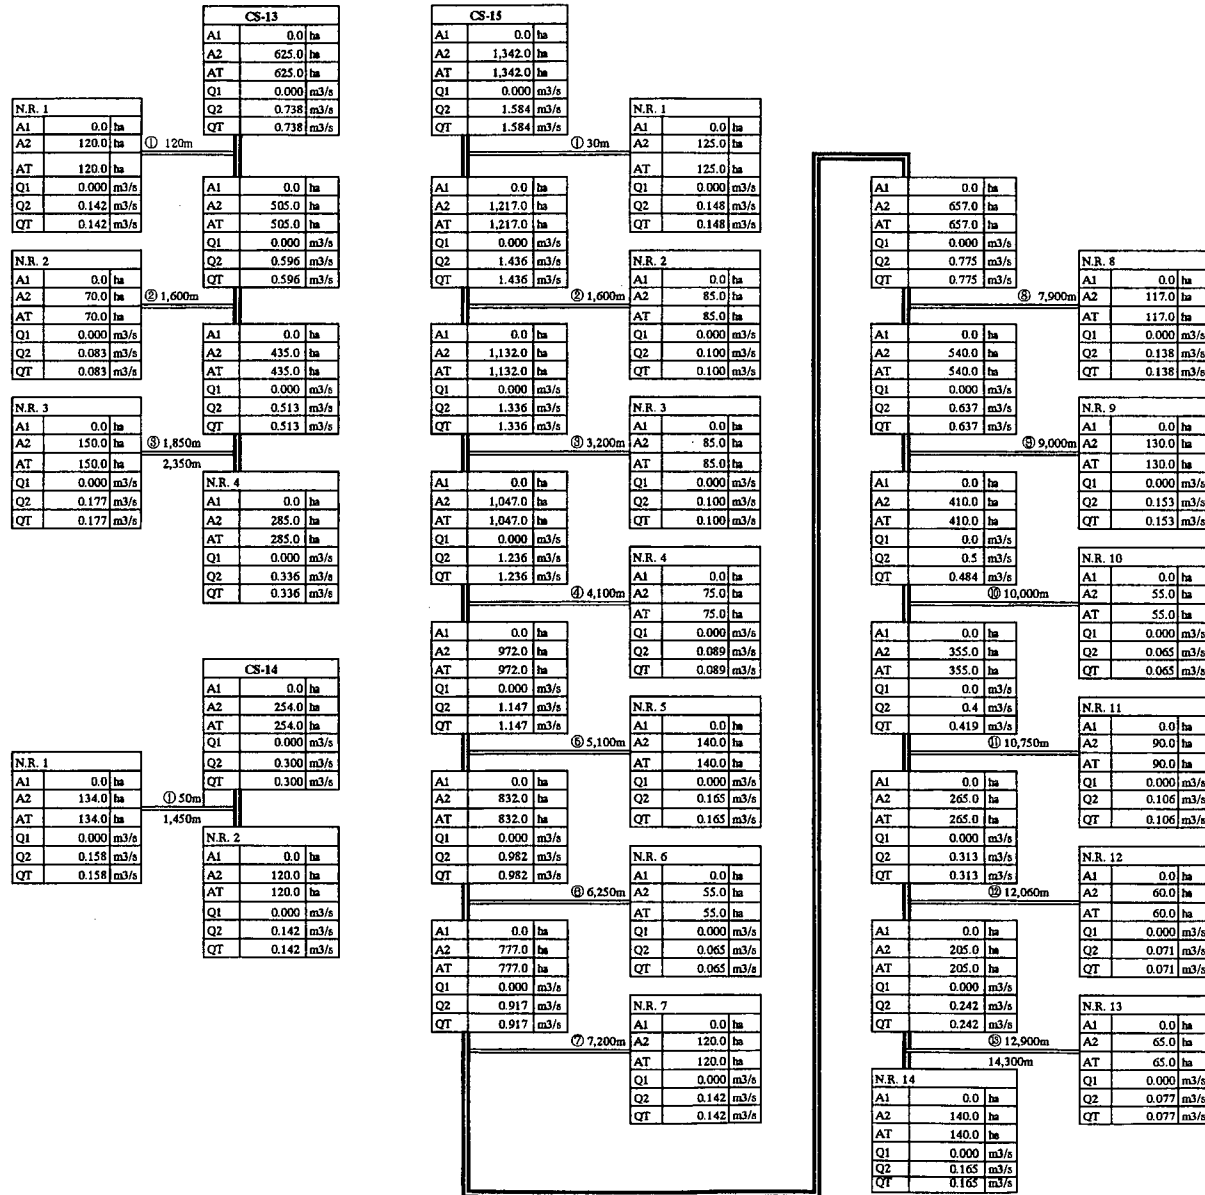 CS-13
A1 0.0 ha
A2 625.0 ha
AT 625.0 ha
Q1 0.000 m3/s
Q2 0.738 m3/s
QT 0.738 m3/s
N.R. 1
A1 0.0 ha
A2 120.0 ha
AT 120.0 ha
Q1 0.000 m3/s
Q2 0.142 m3/s
QT 0.142 m3/s
① 120m
A1 0.0 ha
A2 505.0 ha
AT 505.0 ha
Q1 0.000 m3/s
Q2 0.596 m3/s
QT 0.596 m3/s
N.R. 2
A1 0.0 ha
A2 70.0 ha
AT 70.0 ha
Q1 0.000 m3/s
Q2 0.083 m3/s
QT 0.083 m3/s
② 1,600m
A1 0.0 ha
A2 435.0 ha
AT 435.0 ha
Q1 0.000 m3/s
Q2 0.513 m3/s
QT 0.513 m3/s
N.R. 3
A1 0.0 ha
A2 150.0 ha
AT 150.0 ha
Q1 0.000 m3/s
Q2 0.177 m3/s
QT 0.177 m3/s
③ 1,850m
2,350m
N.R. 4
A1 0.0 ha
A2 285.0 ha
AT 285.0 ha
Q1 0.000 m3/s
Q2 0.336 m3/s
QT 0.336 m3/s
CS-14
A1 0.0 ha
A2 254.0 ha
AT 254.0 ha
Q1 0.000 m3/s
Q2 0.300 m3/s
QT 0.300 m3/s
N.R. 1
A1 0.0 ha
A2 134.0 ha
AT 134.0 ha
Q1 0.000 m3/s
Q2 0.158 m3/s
QT 0.158 m3/s
① 50m
1,450m
N.R. 2
A1 0.0 ha
A2 120.0 ha
AT 120.0 ha
Q1 0.000 m3/s
Q2 0.142 m3/s
QT 0.142 m3/s
CS-15
A1 0.0 ha
A2 1,342.0 ha
AT 1,342.0 ha
Q1 0.000 m3/s
Q2 1.584 m3/s
QT 1.584 m3/s
① 30m
N.R. 1
A1 0.0 ha
A2 125.0 ha
AT 125.0 ha
Q1 0.000 m3/s
Q2 0.148 m3/s
QT 0.148 m3/s
A1 0.0 ha
A2 1,217.0 ha
AT 1,217.0 ha
Q1 0.000 m3/s
Q2 1.436 m3/s
QT 1.436 m3/s
② 1,600m
N.R. 2
A1 0.0 ha
A2 85.0 ha
AT 85.0 ha
Q1 0.000 m3/s
Q2 0.100 m3/s
QT 0.100 m3/s
A1 0.0 ha
A2 1,132.0 ha
AT 1,132.0 ha
Q1 0.000 m3/s
Q2 1.336 m3/s
QT 1.336 m3/s
③ 3,200m
N.R. 3
A1 0.0 ha
A2 85.0 ha
AT 85.0 ha
Q1 0.000 m3/s
Q2 0.100 m3/s
QT 0.100 m3/s
A1 0.0 ha
A2 1,047.0 ha
AT 1,047.0 ha
Q1 0.000 m3/s
Q2 1.236 m3/s
QT 1.236 m3/s
④ 4,100m
N.R. 4
A1 0.0 ha
A2 75.0 ha
AT 75.0 ha
Q1 0.000 m3/s
Q2 0.089 m3/s
QT 0.089 m3/s
A1 0.0 ha
A2 972.0 ha
AT 972.0 ha
Q1 0.000 m3/s
Q2 1.147 m3/s
QT 1.147 m3/s
⑤ 5,100m
N.R. 5
A1 0.0 ha
A2 140.0 ha
AT 140.0 ha
Q1 0.000 m3/s
Q2 0.165 m3/s
QT 0.165 m3/s
A1 0.0 ha
A2 832.0 ha
AT 832.0 ha
Q1 0.000 m3/s
Q2 0.982 m3/s
QT 0.982 m3/s
⑥ 6,250m
N.R. 6
A1 0.0 ha
A2 55.0 ha
AT 55.0 ha
Q1 0.000 m3/s
Q2 0.065 m3/s
QT 0.065 m3/s
A1 0.0 ha
A2 777.0 ha
AT 777.0 ha
Q1 0.000 m3/s
Q2 0.917 m3/s
QT 0.917 m3/s
⑦ 7,200m
N.R. 7
A1 0.0 ha
A2 120.0 ha
AT 120.0 ha
Q1 0.000 m3/s
Q2 0.142 m3/s
QT 0.142 m3/s
A1 0.0 ha
A2 657.0 ha
AT 657.0 ha
Q1 0.000 m3/s
Q2 0.775 m3/s
QT 0.775 m3/s
⑧ 7,900m
N.R. 8
A1 0.0 ha
A2 117.0 ha
AT 117.0 ha
Q1 0.000 m3/s
Q2 0.138 m3/s
QT 0.138 m3/s
A1 0.0 ha
A2 540.0 ha
AT 540.0 ha
Q1 0.000 m3/s
Q2 0.637 m3/s
QT 0.637 m3/s
⑨ 9,000m
N.R. 9
A1 0.0 ha
A2 130.0 ha
AT 130.0 ha
Q1 0.000 m3/s
Q2 0.153 m3/s
QT 0.153 m3/s
A1 0.0 ha
A2 410.0 ha
AT 410.0 ha
Q1 0.0 m3/s
Q2 0.5 m3/s
QT 0.484 m3/s
⑩ 10,000m
N.R. 10
A1 0.0 ha
A2 55.0 ha
AT 55.0 ha
Q1 0.000 m3/s
Q2 0.065 m3/s
QT 0.065 m3/s
A1 0.0 ha
A2 355.0 ha
AT 355.0 ha
Q1 0.0 m3/s
Q2 0.4 m3/s
QT 0.419 m3/s
⑪ 10,750m
N.R. 11
A1 0.0 ha
A2 90.0 ha
AT 90.0 ha
Q1 0.000 m3/s
Q2 0.106 m3/s
QT 0.106 m3/s
A1 0.0 ha
A2 265.0 ha
AT 265.0 ha
Q1 0.000 m3/s
Q2 0.313 m3/s
QT 0.313 m3/s
⑫ 12,060m
N.R. 12
A1 0.0 ha
A2 60.0 ha
AT 60.0 ha
Q1 0.000 m3/s
Q2 0.071 m3/s
QT 0.071 m3/s
A1 0.0 ha
A2 205.0 ha
AT 205.0 ha
Q1 0.000 m3/s
Q2 0.242 m3/s
QT 0.242 m3/s
⑬ 12,900m
14,300m
N.R. 13
A1 0.0 ha
A2 65.0 ha
AT 65.0 ha
Q1 0.000 m3/s
Q2 0.077 m3/s
QT 0.077 m3/s
N.R. 14
A1 0.0 ha
A2 140.0 ha
AT 140.0 ha
Q1 0.000 m3/s
Q2 0.165 m3/s
QT 0.165 m3/s